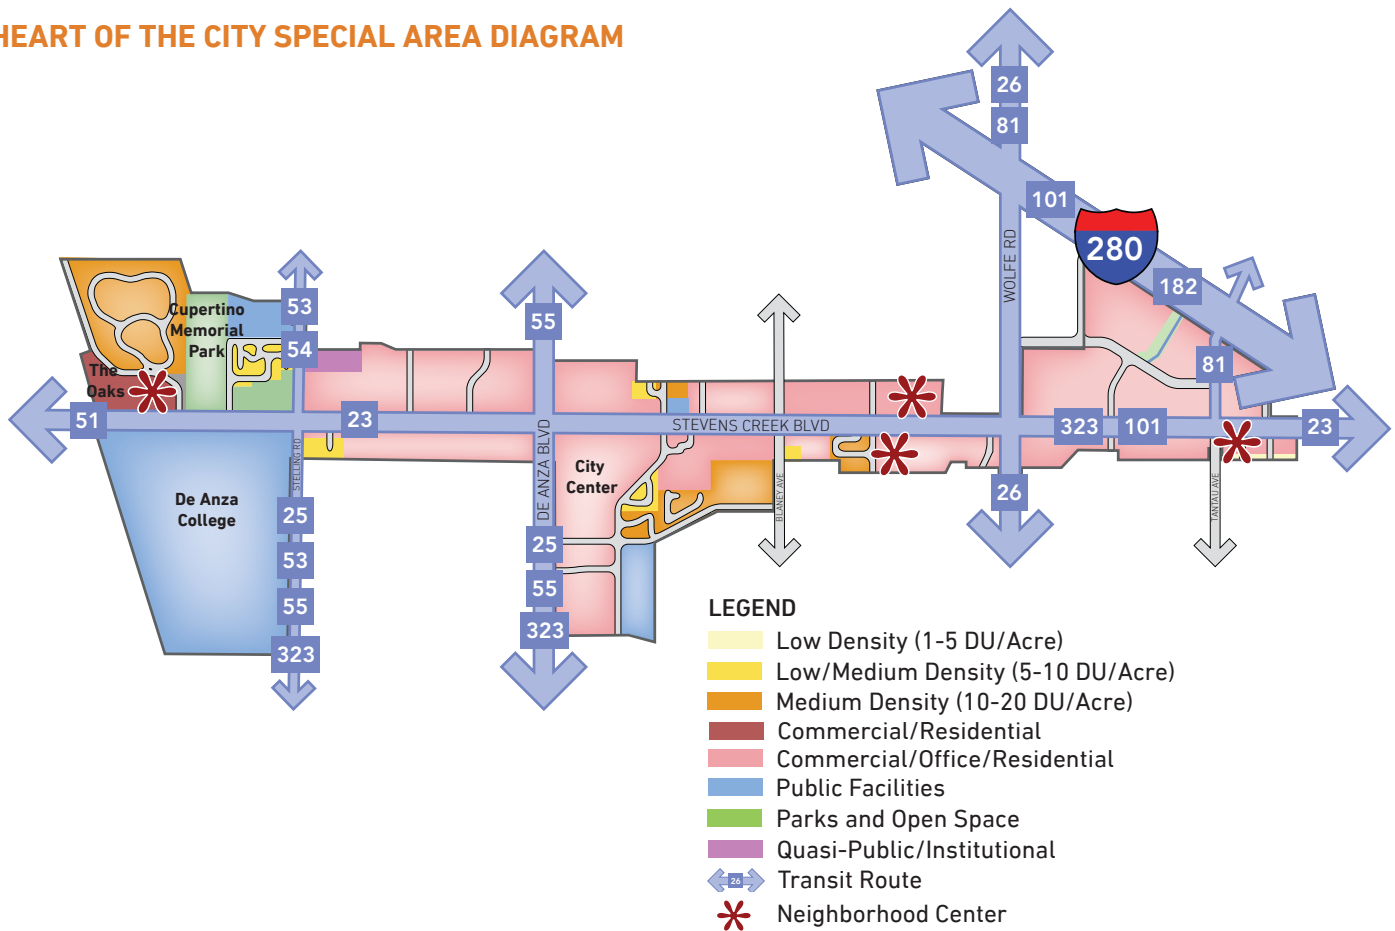 HEART OF THE CITY SPECIAL AREA DIAGRAM
26
81
101
280
182
81
WOLFE RD
53
54
55
Cupertino
Memorial
Park
The
Oaks
51
23
STEVENS CREEK BLVD
323
101
23
STELLING RD
DE ANZA BLVD
BLANEY AVE
TANTAU AVE
City
Center
De Anza
College
26
25
53
55
323
25
55
323
LEGEND
Low Density (1-5 DU/Acre)
Low/Medium Density (5-10 DU/Acre)
Medium Density (10-20 DU/Acre)
Commercial/Residential
Commercial/Office/Residential
Public Facilities
Parks and Open Space
Quasi-Public/Institutional
26
Transit Route
Neighborhood Center